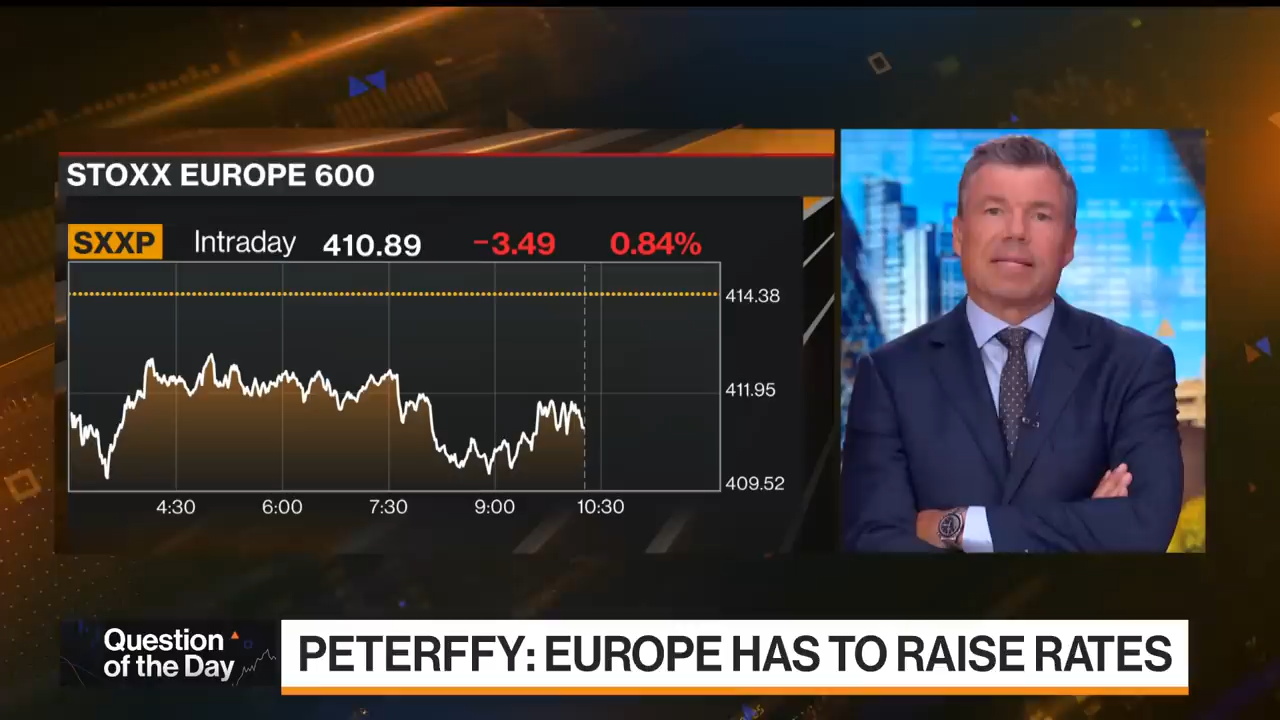 STOXX EUROPE 600
SXXP Intraday 410.89 -3.49 0.84%
414.38
411.95
409.52
4:30 6:00 7:30 9:00 10:30
Question
of the Day
PETERFFY: EUROPE HAS TO RAISE RATES